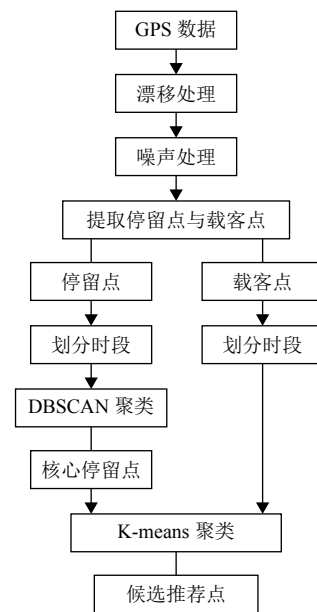 GPS 数据
漂移处理
噪声处理
提取停留点与载客点
停留点
载客点
划分时段
划分时段
DBSCAN 聚类
核心停留点
K-means 聚类
候选推荐点